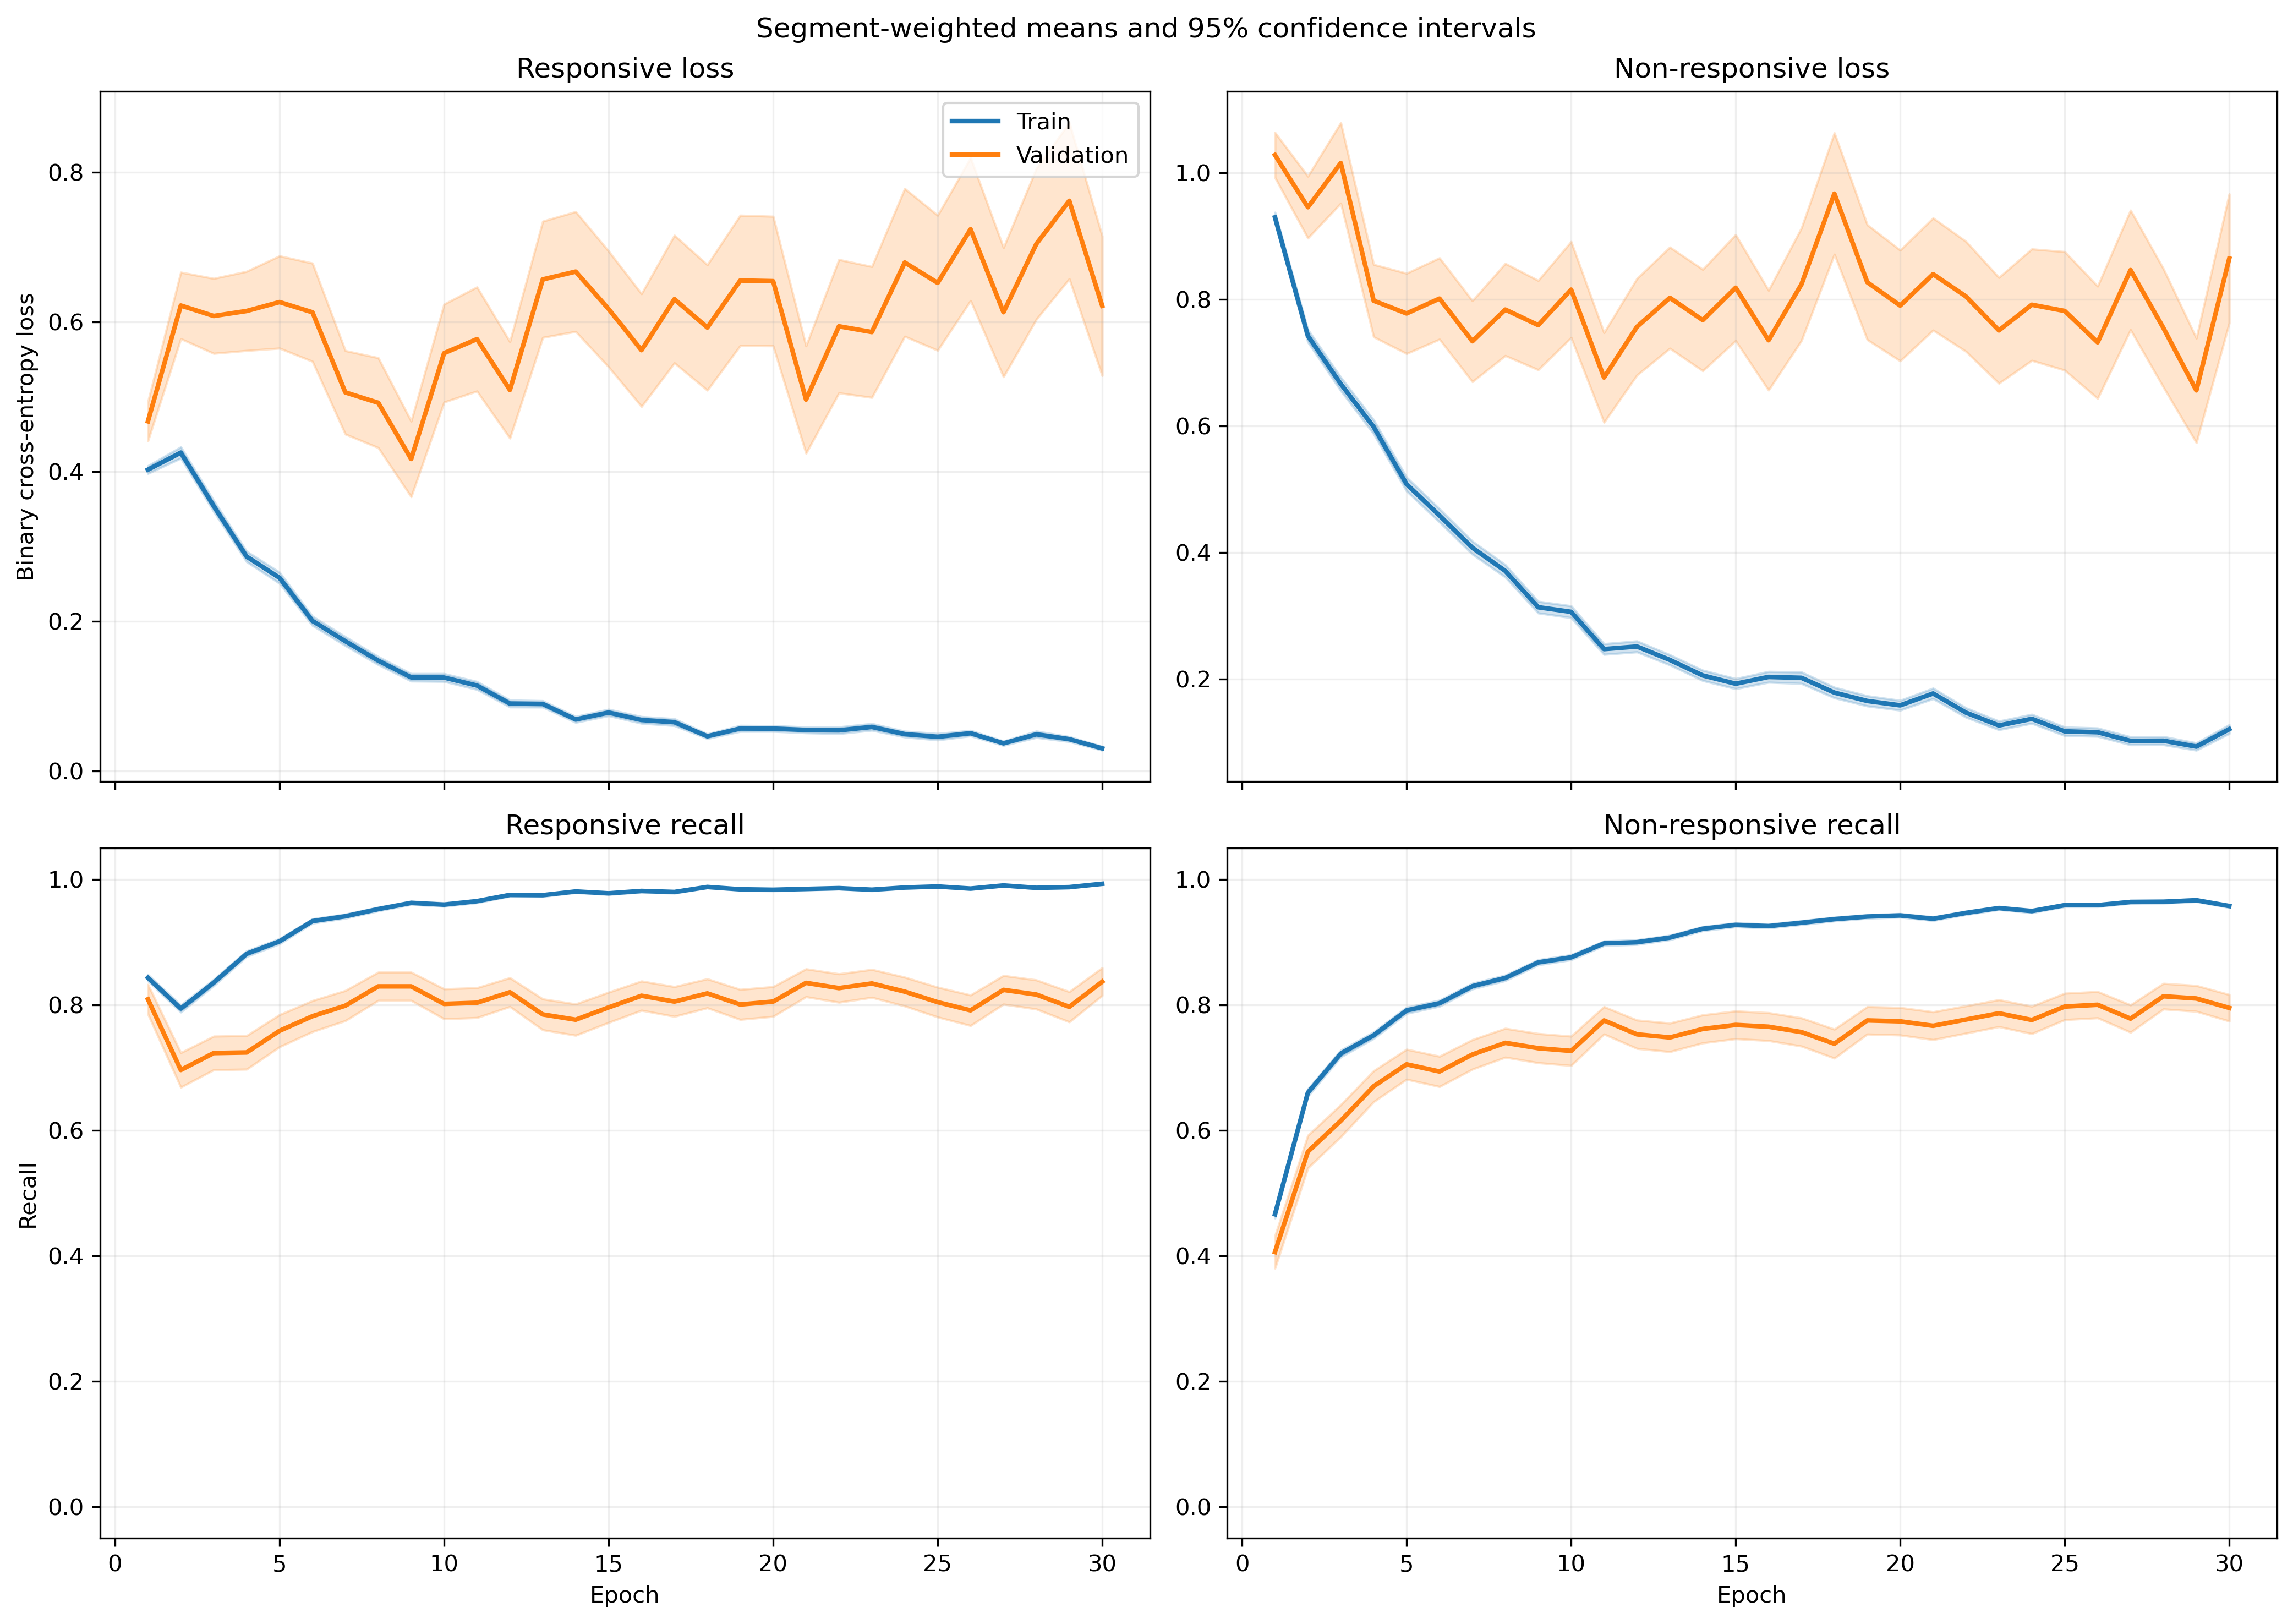 Segment-weighted means and 95% confidence intervals
Responsive loss
Non-responsive loss
Train
Validation
Binary cross-entropy loss
0.8
0.6
0.4
0.2
0.0
1.0
0.8
0.6
0.4
0.2
Responsive recall
Non-responsive recall
Recall
1.0
0.8
0.6
0.4
0.2
0.0
0 5 10 15 20 25 30
Epoch
1.0
0.8
0.6
0.4
0.2
0.0
0 5 10 15 20 25 30
Epoch